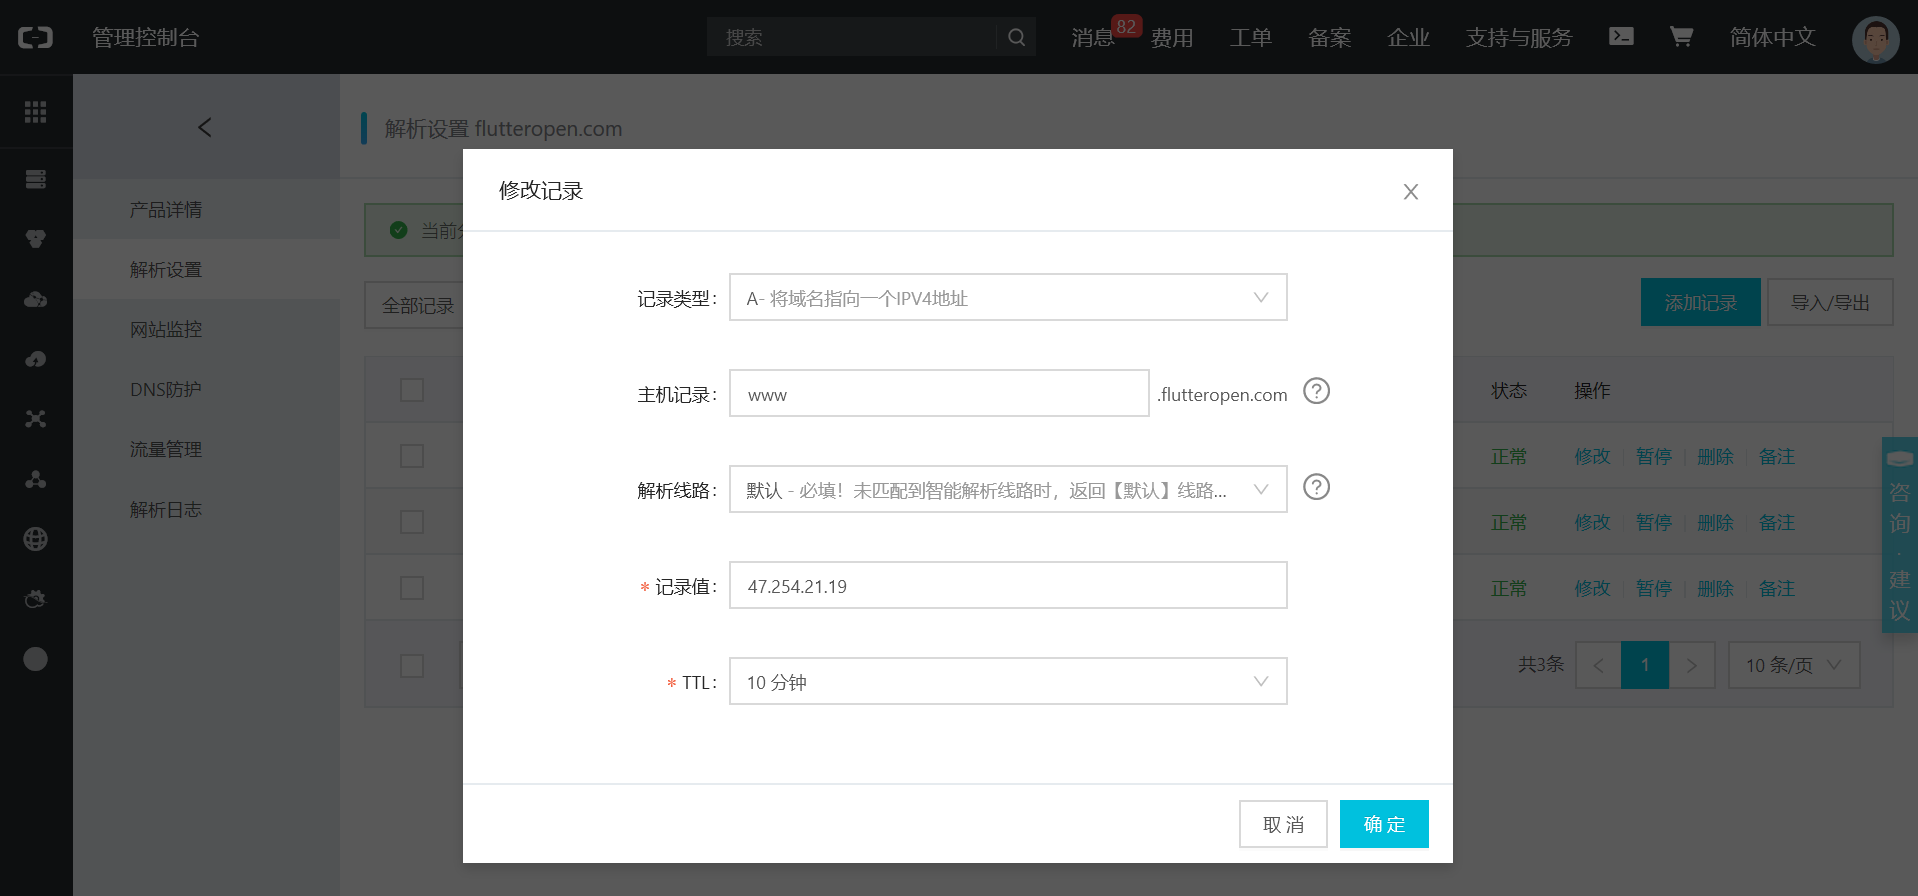 管理控制台
搜索
消息 82 费用 工单 备案 企业 支持与服务 简体中文
解析设置 flutteropen.com
产品详情
解析设置
网站监控
DNS防护
流量管理
解析日志
当前
全部记录
添加记录 导入/导出
状态 操作
正常 修改 暂停 删除 备注
正常 修改 暂停 删除 备注
正常 修改 暂停 删除 备注
共3条 < 1 > 10 条/页
咨询·建议
修改记录
记录类型: A- 将域名指向一个IPV4地址
主机记录: www .flutteropen.com
解析线路: 默认 - 必填！未匹配到智能解析线路时，返回【默认】线路...
* 记录值: 47.254.21.19
* TTL: 10 分钟
取 消 确 定